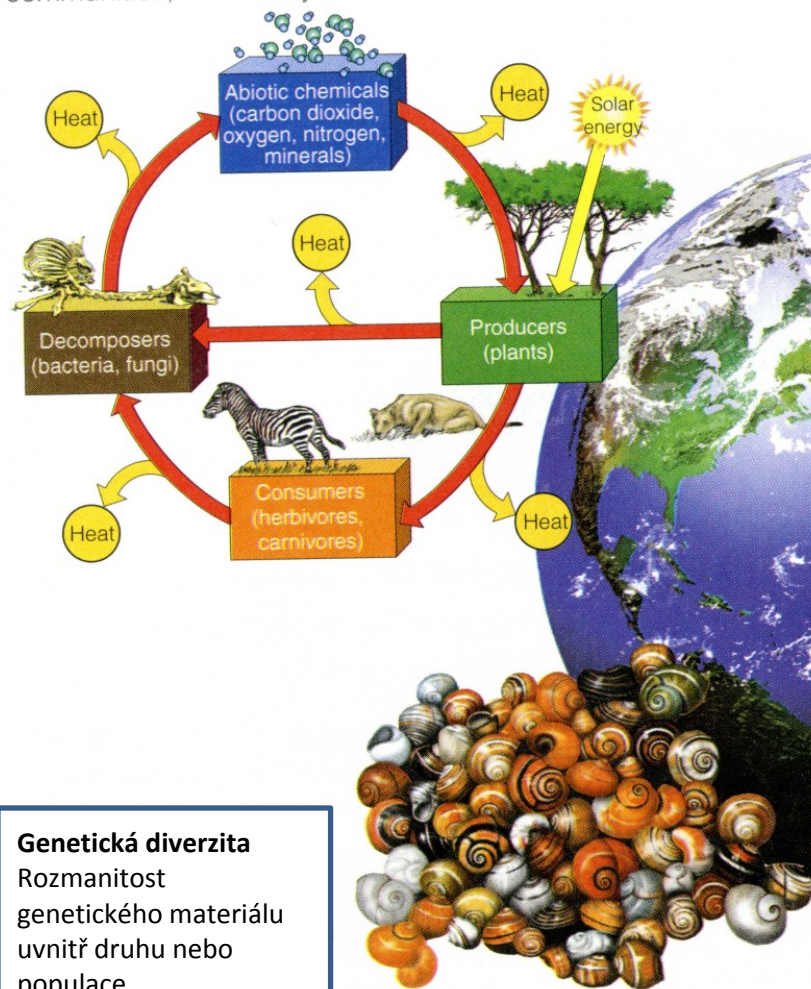 Abiotic chemicals
(carbon dioxide,
oxygen, nitrogen,
minerals)
Heat
Heat
Solar
energy
Heat
Decomposers
(bacteria, fungi)
Producers
(plants)
Consumers
(herbivores,
carnivores)
Heat
Heat
Genetická diverzita
Rozmanitost
genetického materiálu
uvnitř druhu nebo
populace